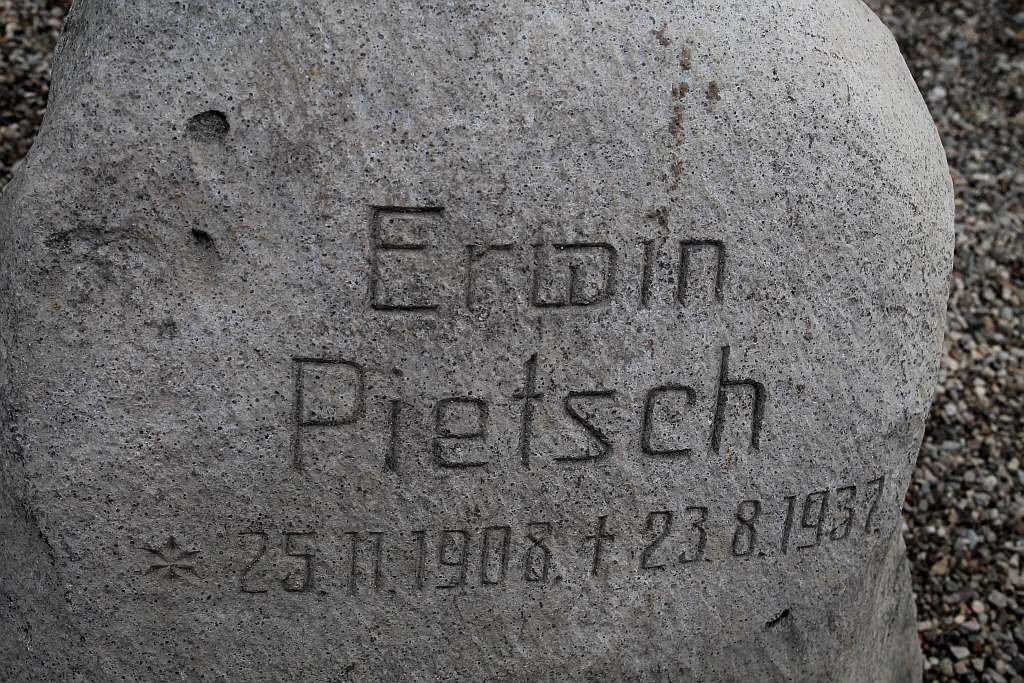 Erwin
Pietsch
* 25.11.1908. † 23.8.1937.